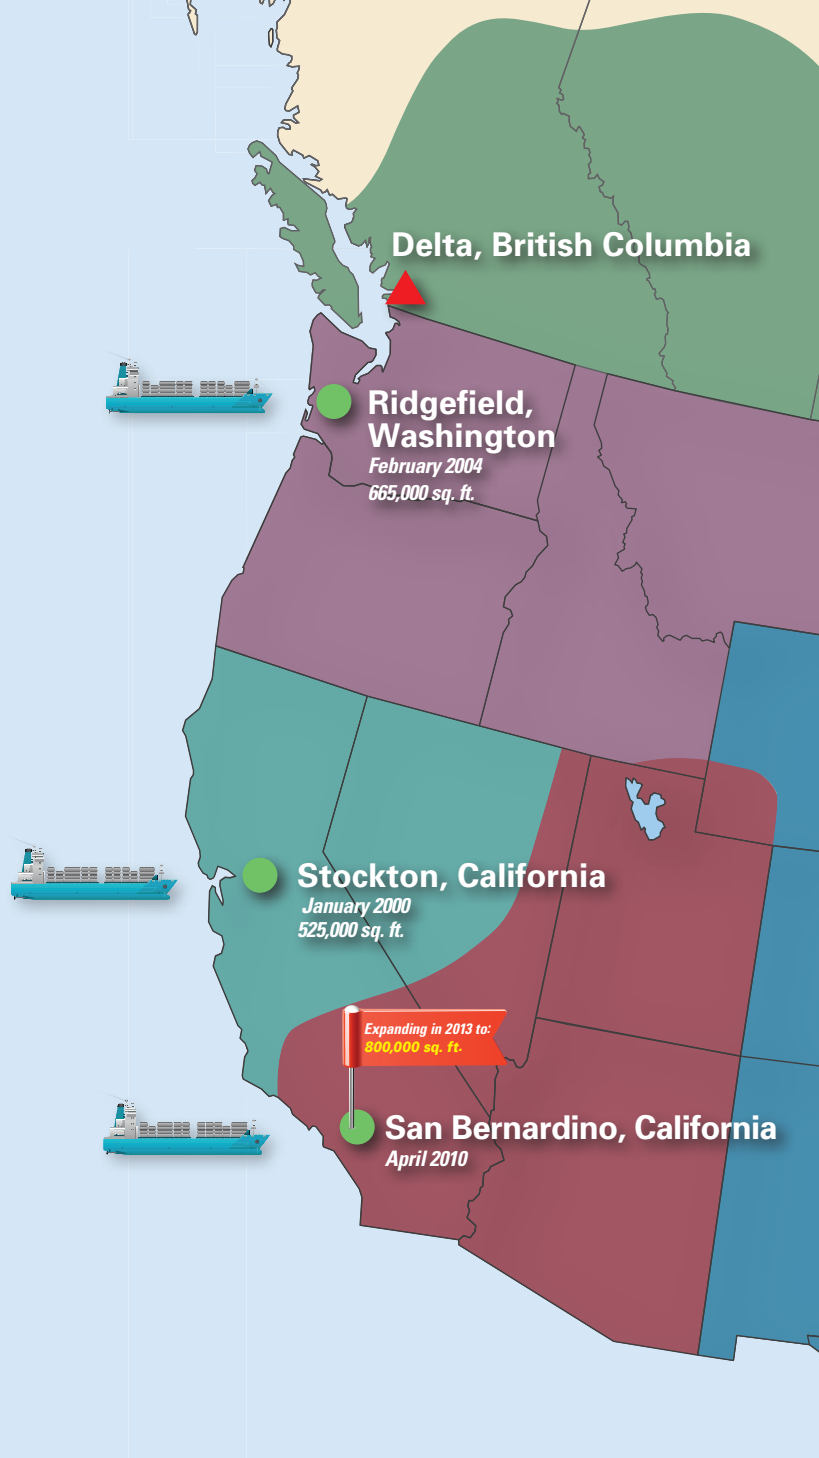 Delta, British Columbia
Ridgefield,
Washington
February 2004
665,000 sq. ft.
Stockton, California
January 2000
525,000 sq. ft.
Expanding in 2013 to:
800,000 sq. ft.
San Bernardino, California
April 2010